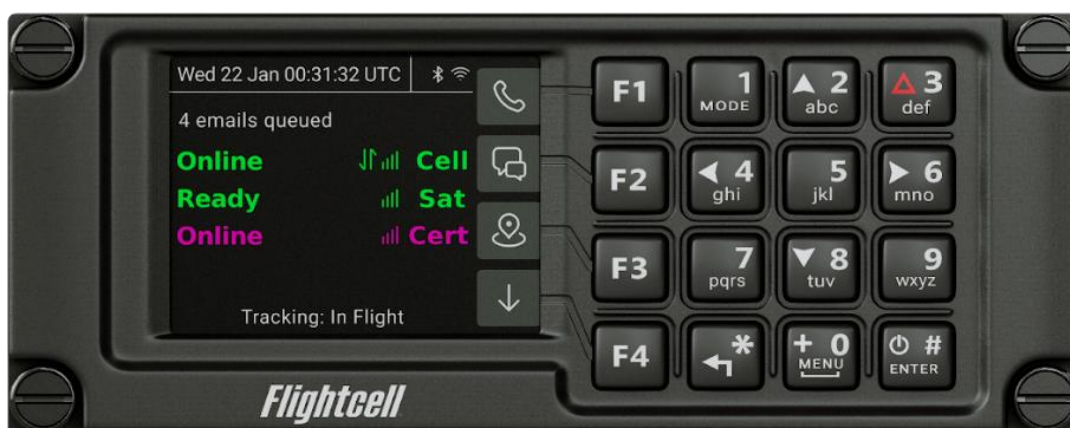 Wed 22 Jan 00:31:32 UTC
4 emails queued
Online Cell
Ready Sat
Online Cert
Tracking: In Flight
Flightcell
F1
1
MODE
2
abc
3
def
F2
4
ghi
5
jkl
6
mno
F3
7
pqrs
8
tuv
9
wxyz
F4
*
+ 0
MENU
#
ENTER